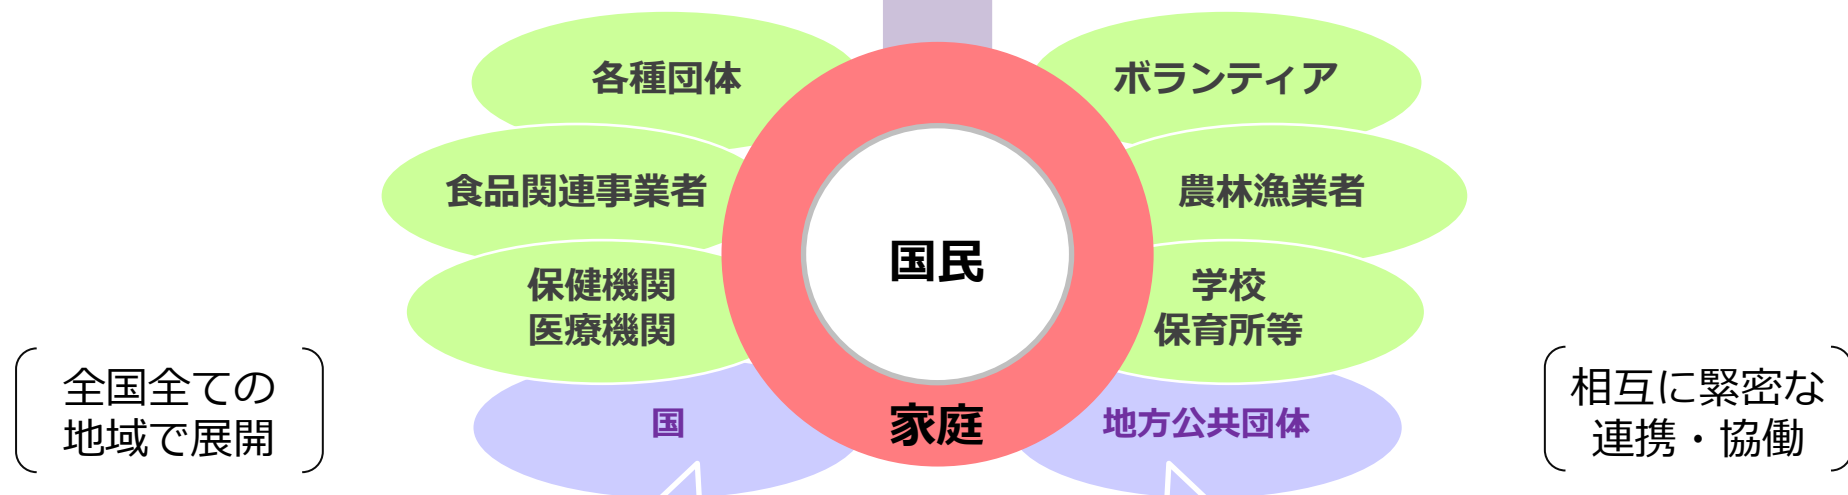 各種団体
ボランティア
食品関連事業者
農林漁業者
国民
保健機関
医療機関
学校
保育所等
全国全ての
地域で展開
相互に緊密な
連携・協働
国
家庭
地方公共団体